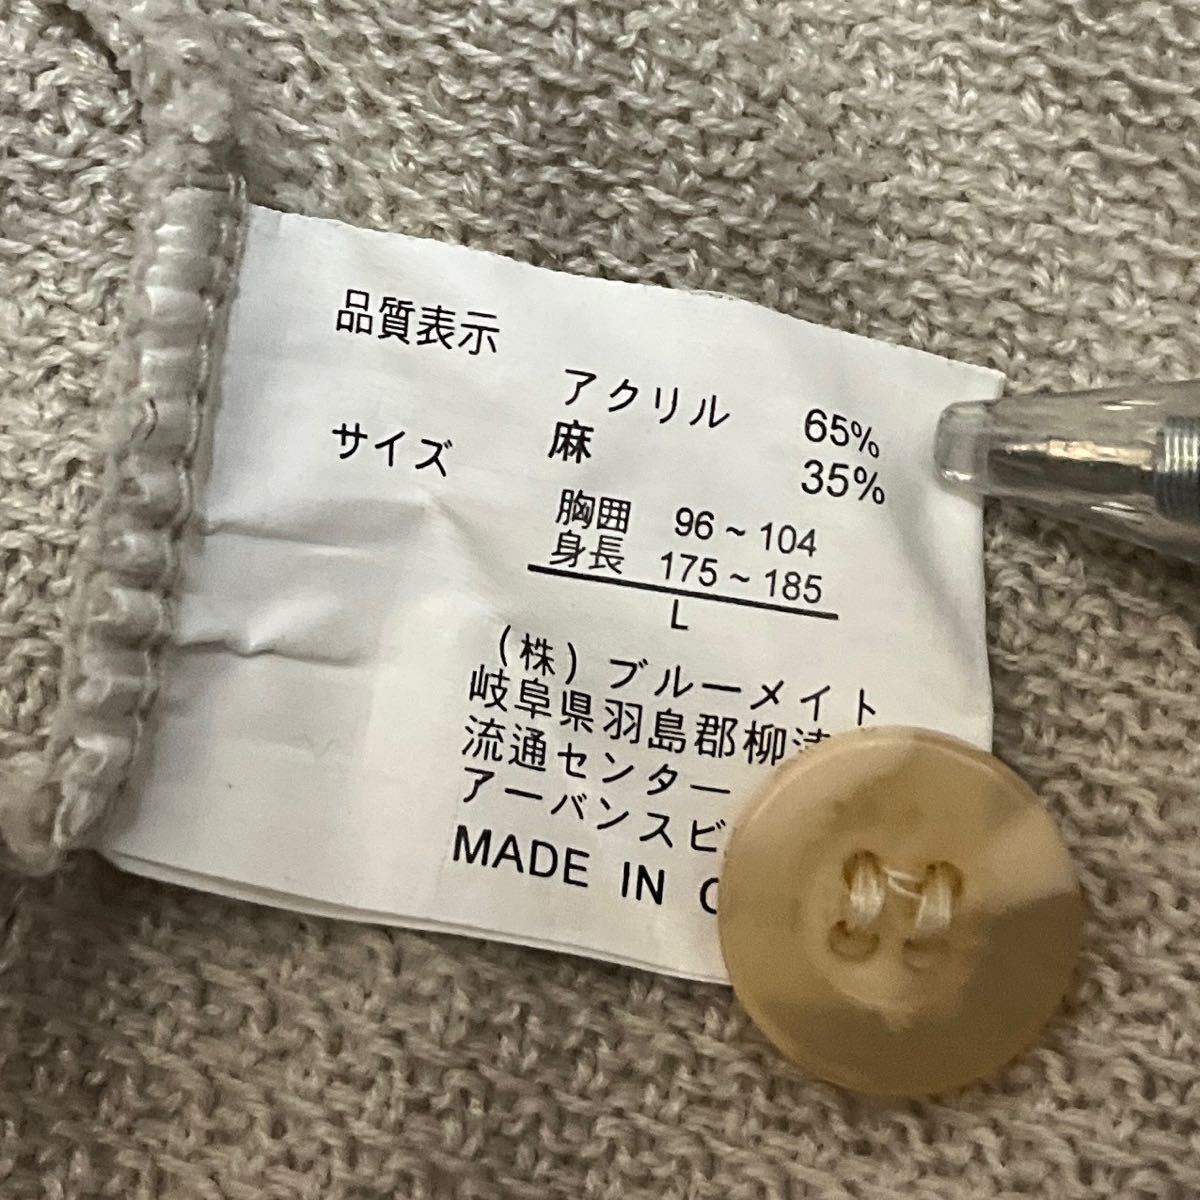 品質表示
アクリル 65%
サイズ 麻 35%
胸囲 96~104
身長 175~185
L
(株)ブルーメイト
岐阜県羽島郡柳
流通センター
アーバンスビ
MADE IN